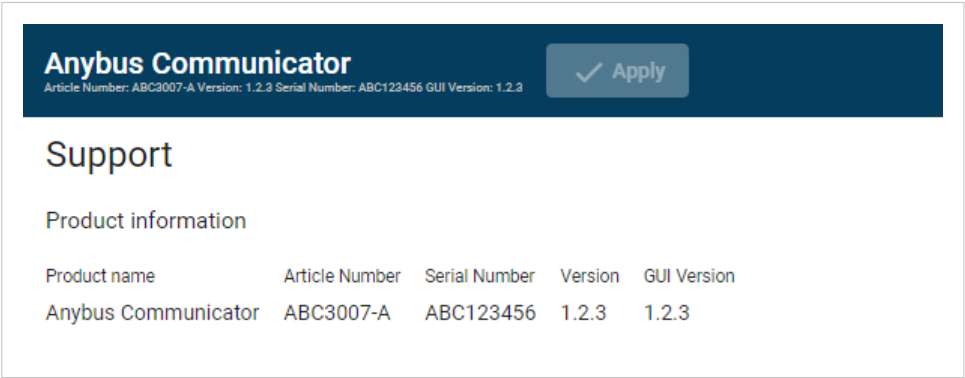 Anybus Communicator
Article Number: ABC3007-A Version: 1.2.3 Serial Number: ABC123456 GUI Version: 1.2.3
Apply
Support
Product information
Product name Article Number Serial Number Version GUI Version
Anybus Communicator ABC3007-A ABC123456 1.2.3 1.2.3